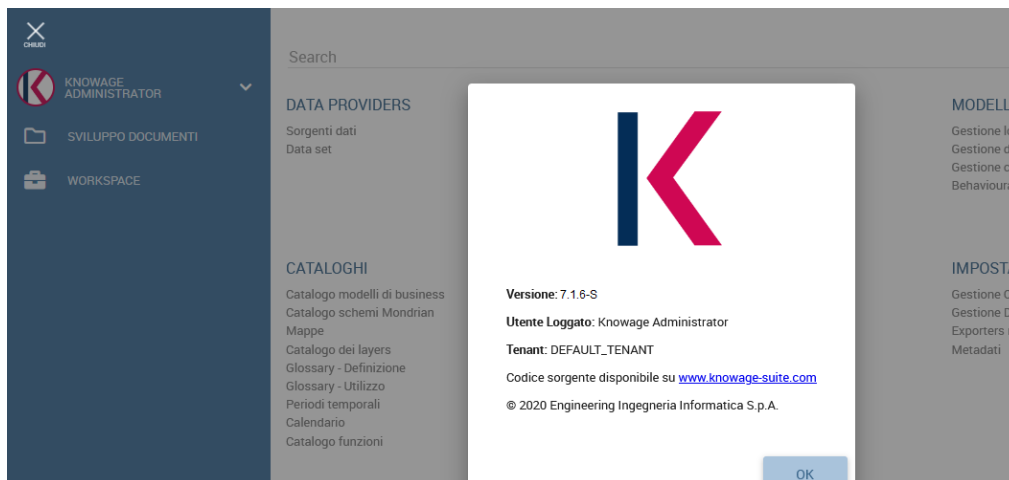 CHIUDI
KNOWAGE
ADMINISTRATOR
SVILUPPO DOCUMENTI
WORKSPACE
Search
DATA PROVIDERS
Sorgenti dati
Data set
CATALOGHI
Catalogo modelli di business
Catalogo schemi Mondrian
Mappe
Catalogo dei layers
Glossary - Definizione
Glossary - Utilizzo
Periodi temporali
Calendario
Catalogo funzioni
Versione: 7.1.6-S
Utente Loggato: Knowage Administrator
Tenant: DEFAULT_TENANT
Codice sorgente disponibile su www.knowage-suite.com
© 2020 Engineering Ingegneria Informatica S.p.A.
OK
MODELL
Gestione l
Gestione d
Gestione c
Behavioura
IMPOSTA
Gestione C
Gestione D
Exporters
Metadati